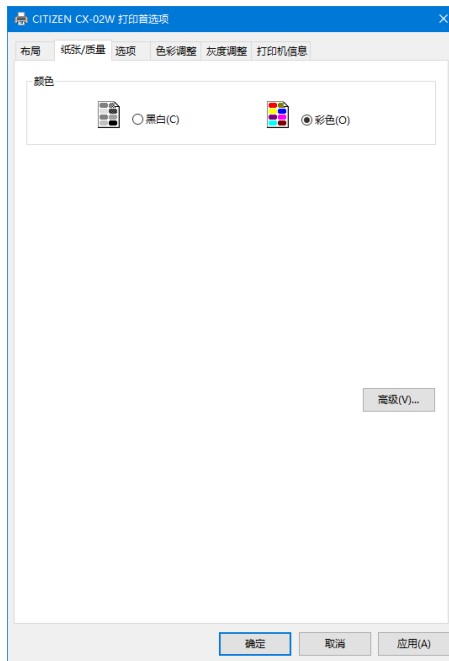 CITIZEN CX-02W 打印首选项
布局 纸张/质量 选项 色彩调整 灰度调整 打印机信息
颜色
黑白(C) 彩色(O)
高级(V)...
确定 取消 应用(A)